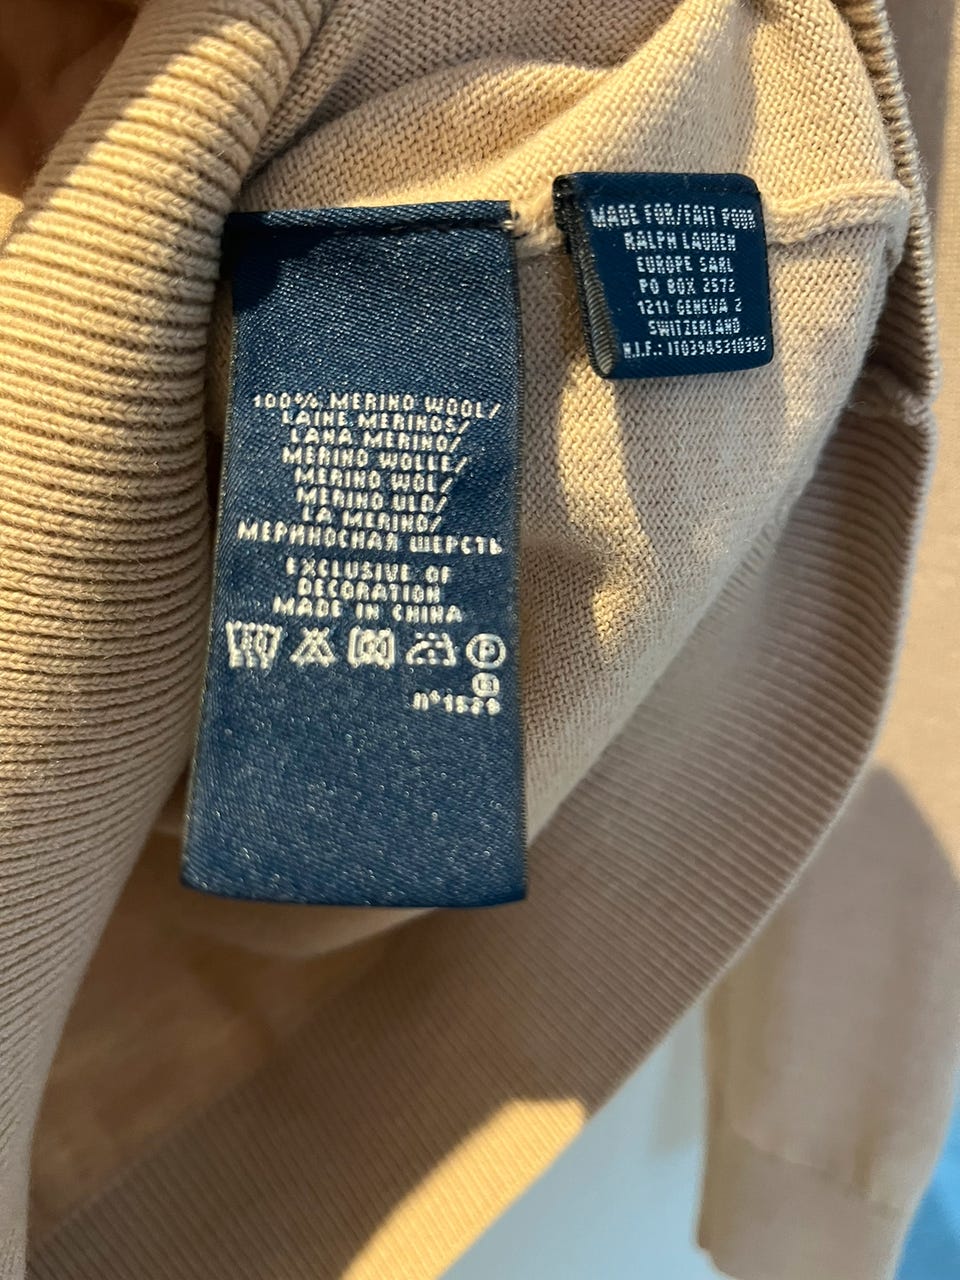 100% MERINO WOOL/
LAINE MERINOS/
LANA MERINO/
MERINO WOLLE/
MERINO WOL/
MERINO ULD/
LA MERINO/
МЕРИНОСНАЯ ШЕРСТЬ
EXCLUSIVE OF
DECORATION
MADE IN CHINA
P
n°1529
MADE FOR/FAIT POUR
RALPH LAUREN
EUROPE SARL
PO BOX 2572
1211 GENEVA 2
SWITZERLAND
N.I.F.: IT03945310963